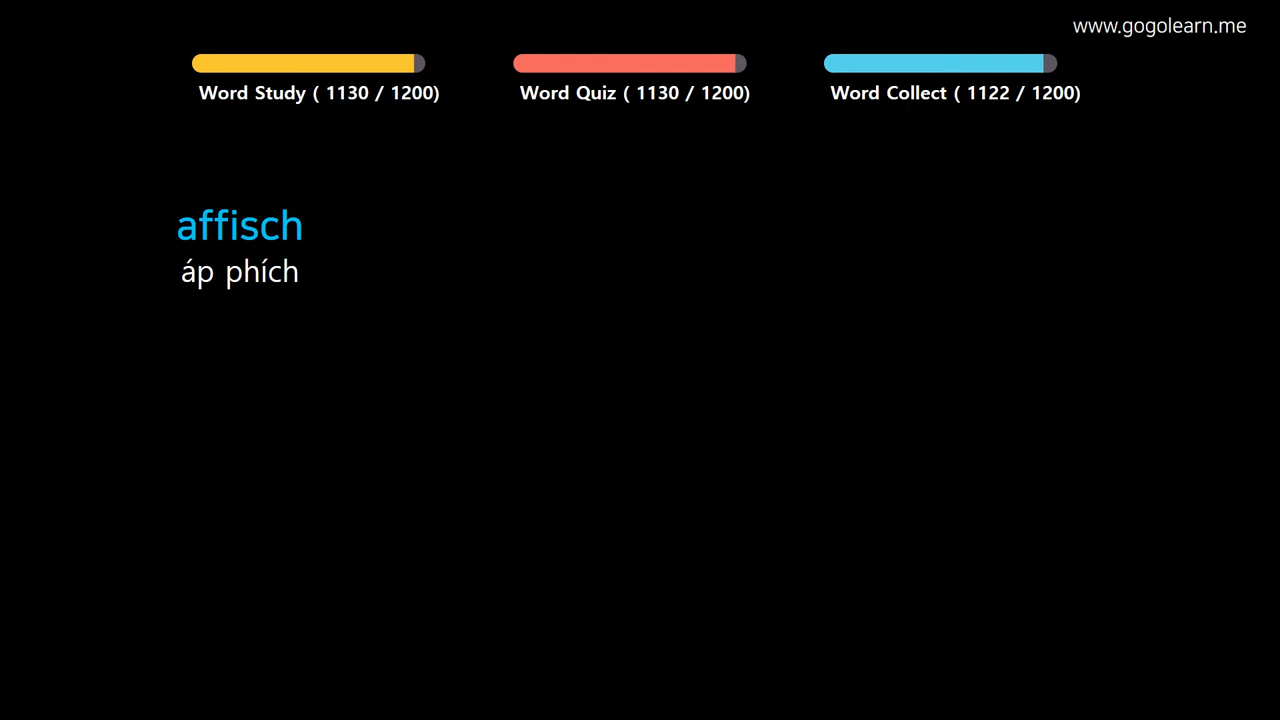 www.gogolearn.me
Word Study ( 1130 / 1200)
Word Quiz ( 1130 / 1200)
Word Collect ( 1122 / 1200)
affisch
áp phích